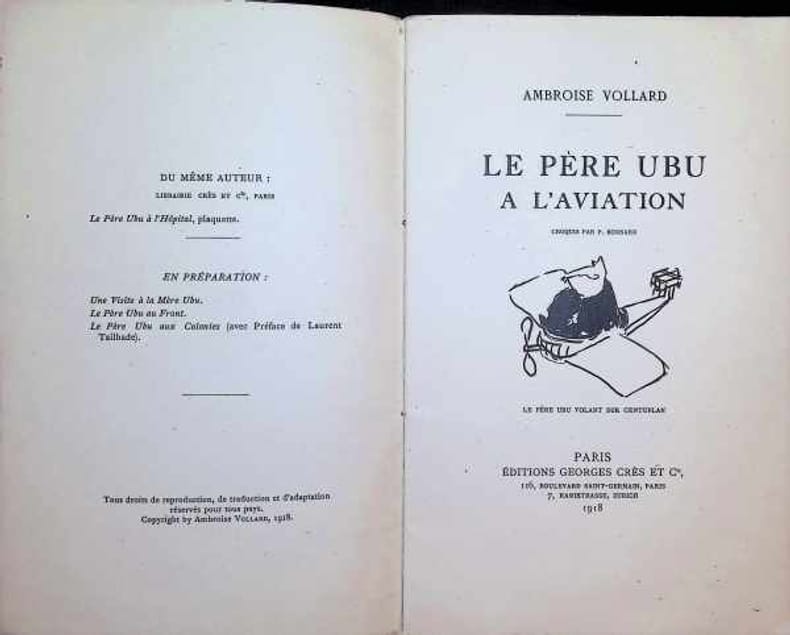 DU MÊME AUTEUR :
LIBRAIRIE CRÈS ET Cie, PARIS
Le Père Ubu à l'Hôpital, plaquette.
EN PRÉPARATION :
Une Visite à la Mère Ubu.
Le Père Ubu au Front.
Le Père Ubu aux Colonies (avec Préface de Laurent
Tailhade).
Tous droits de reproduction, de traduction et d'adaptation
réservés pour tous pays.
Copyright by Ambroise VOLLARD, 1918.
AMBROISE VOLLARD
LE PÈRE UBU
A L'AVIATION
CROQUIS PAR P. BONNARD
LE PÈRE UBU VOLANT SUR
PARIS
ÉDITIONS GEORGES CRÈS ET Cie,
116, BOULEVARD SAINT-GERMAIN, PARIS
7, RAMISTRASSE, ZURICH
1918